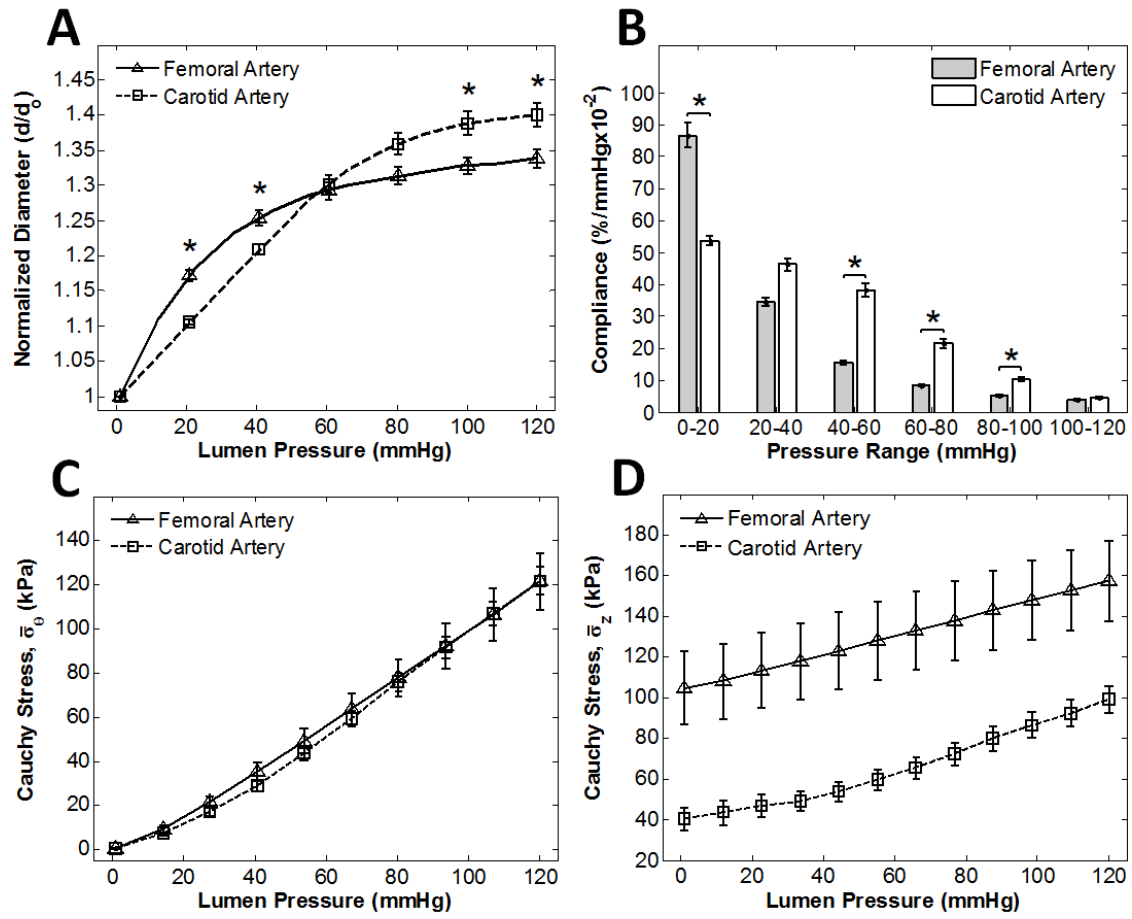 A
Normalized Diameter (d/do)
1.45
1.4
1.35
1.3
1.25
1.2
1.15
1.1
1.05
1
Femoral Artery
Carotid Artery
* * * *
0 20 40 60 80 100 120
Lumen Pressure (mmHg)
B
Compliance (%/mmHgx10-2)
100
90
80
70
60
50
40
30
20
10
0
Femoral Artery
Carotid Artery
* * * *
0-20 20-40 40-60 60-80 80-100 100-120
Pressure Range (mmHg)
C
Cauchy Stress, σ̅θ (kPa)
140
120
100
80
60
40
20
0
Femoral Artery
Carotid Artery
0 20 40 60 80 100 120
Lumen Pressure (mmHg)
D
Cauchy Stress, σ̅z (kPa)
180
160
140
120
100
80
60
40
20
Femoral Artery
Carotid Artery
0 20 40 60 80 100 120
Lumen Pressure (mmHg)